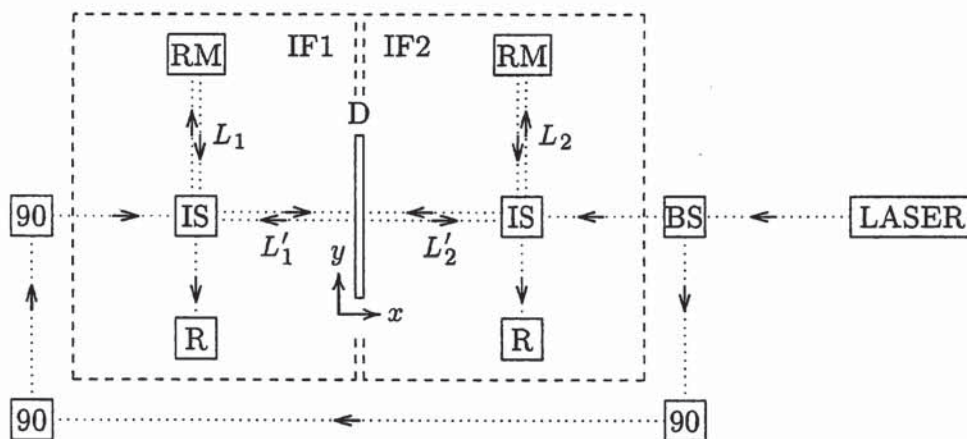 IF1 IF2
RM RM
D
L₁ L₂
90 IS IS BS LASER
L′₁ L′₂
y
x
R R
90 90